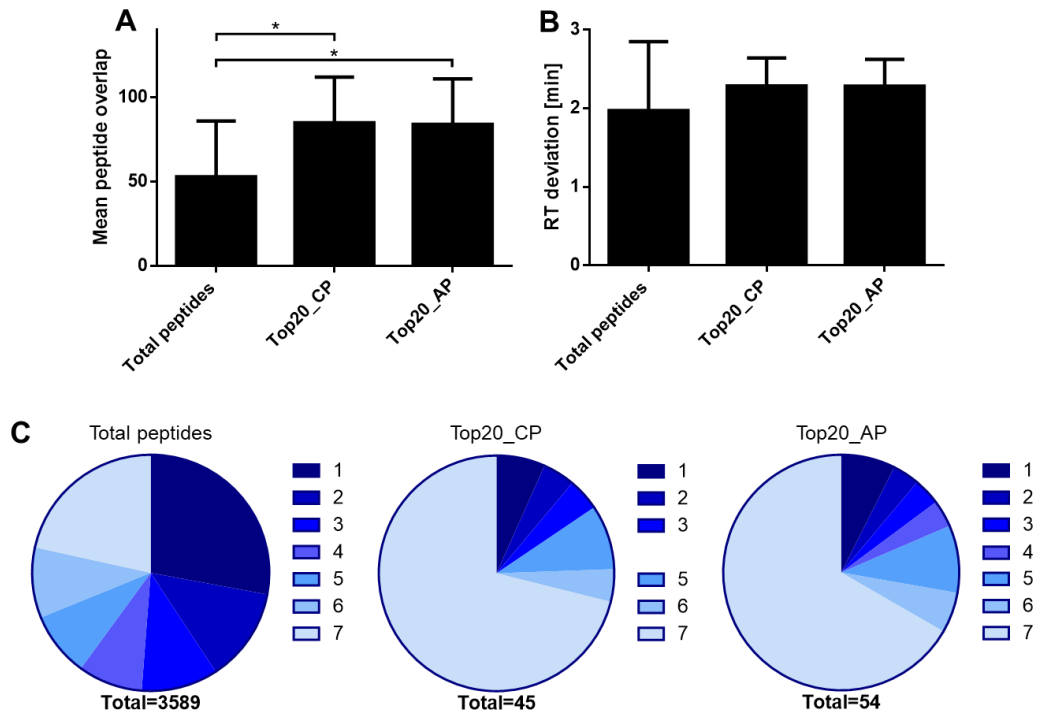 A
Mean peptide overlap
100
50
0
*
*
Total peptides
Top20_CP
Top20_AP
B
RT deviation [min]
3
2
1
0
Total peptides
Top20_CP
Top20_AP
C
Total peptides
1
2
3
4
5
6
7
Total=3589
Top20_CP
1
2
3
5
6
7
Total=45
Top20_AP
1
2
3
4
5
6
7
Total=54